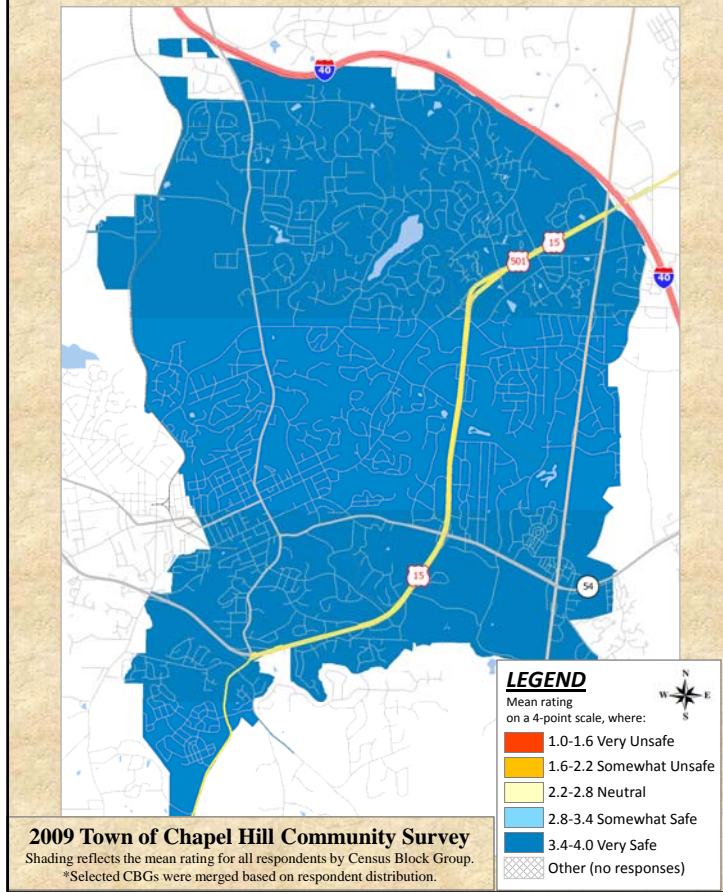 40
15
501
40
15
54
LEGEND
N
W E
S
Mean rating
on a 4-point scale, where:
1.0-1.6 Very Unsafe
1.6-2.2 Somewhat Unsafe
2.2-2.8 Neutral
2.8-3.4 Somewhat Safe
3.4-4.0 Very Safe
Other (no responses)
2009 Town of Chapel Hill Community Survey
Shading reflects the mean rating for all respondents by Census Block Group.
*Selected CBGs were merged based on respondent distribution.